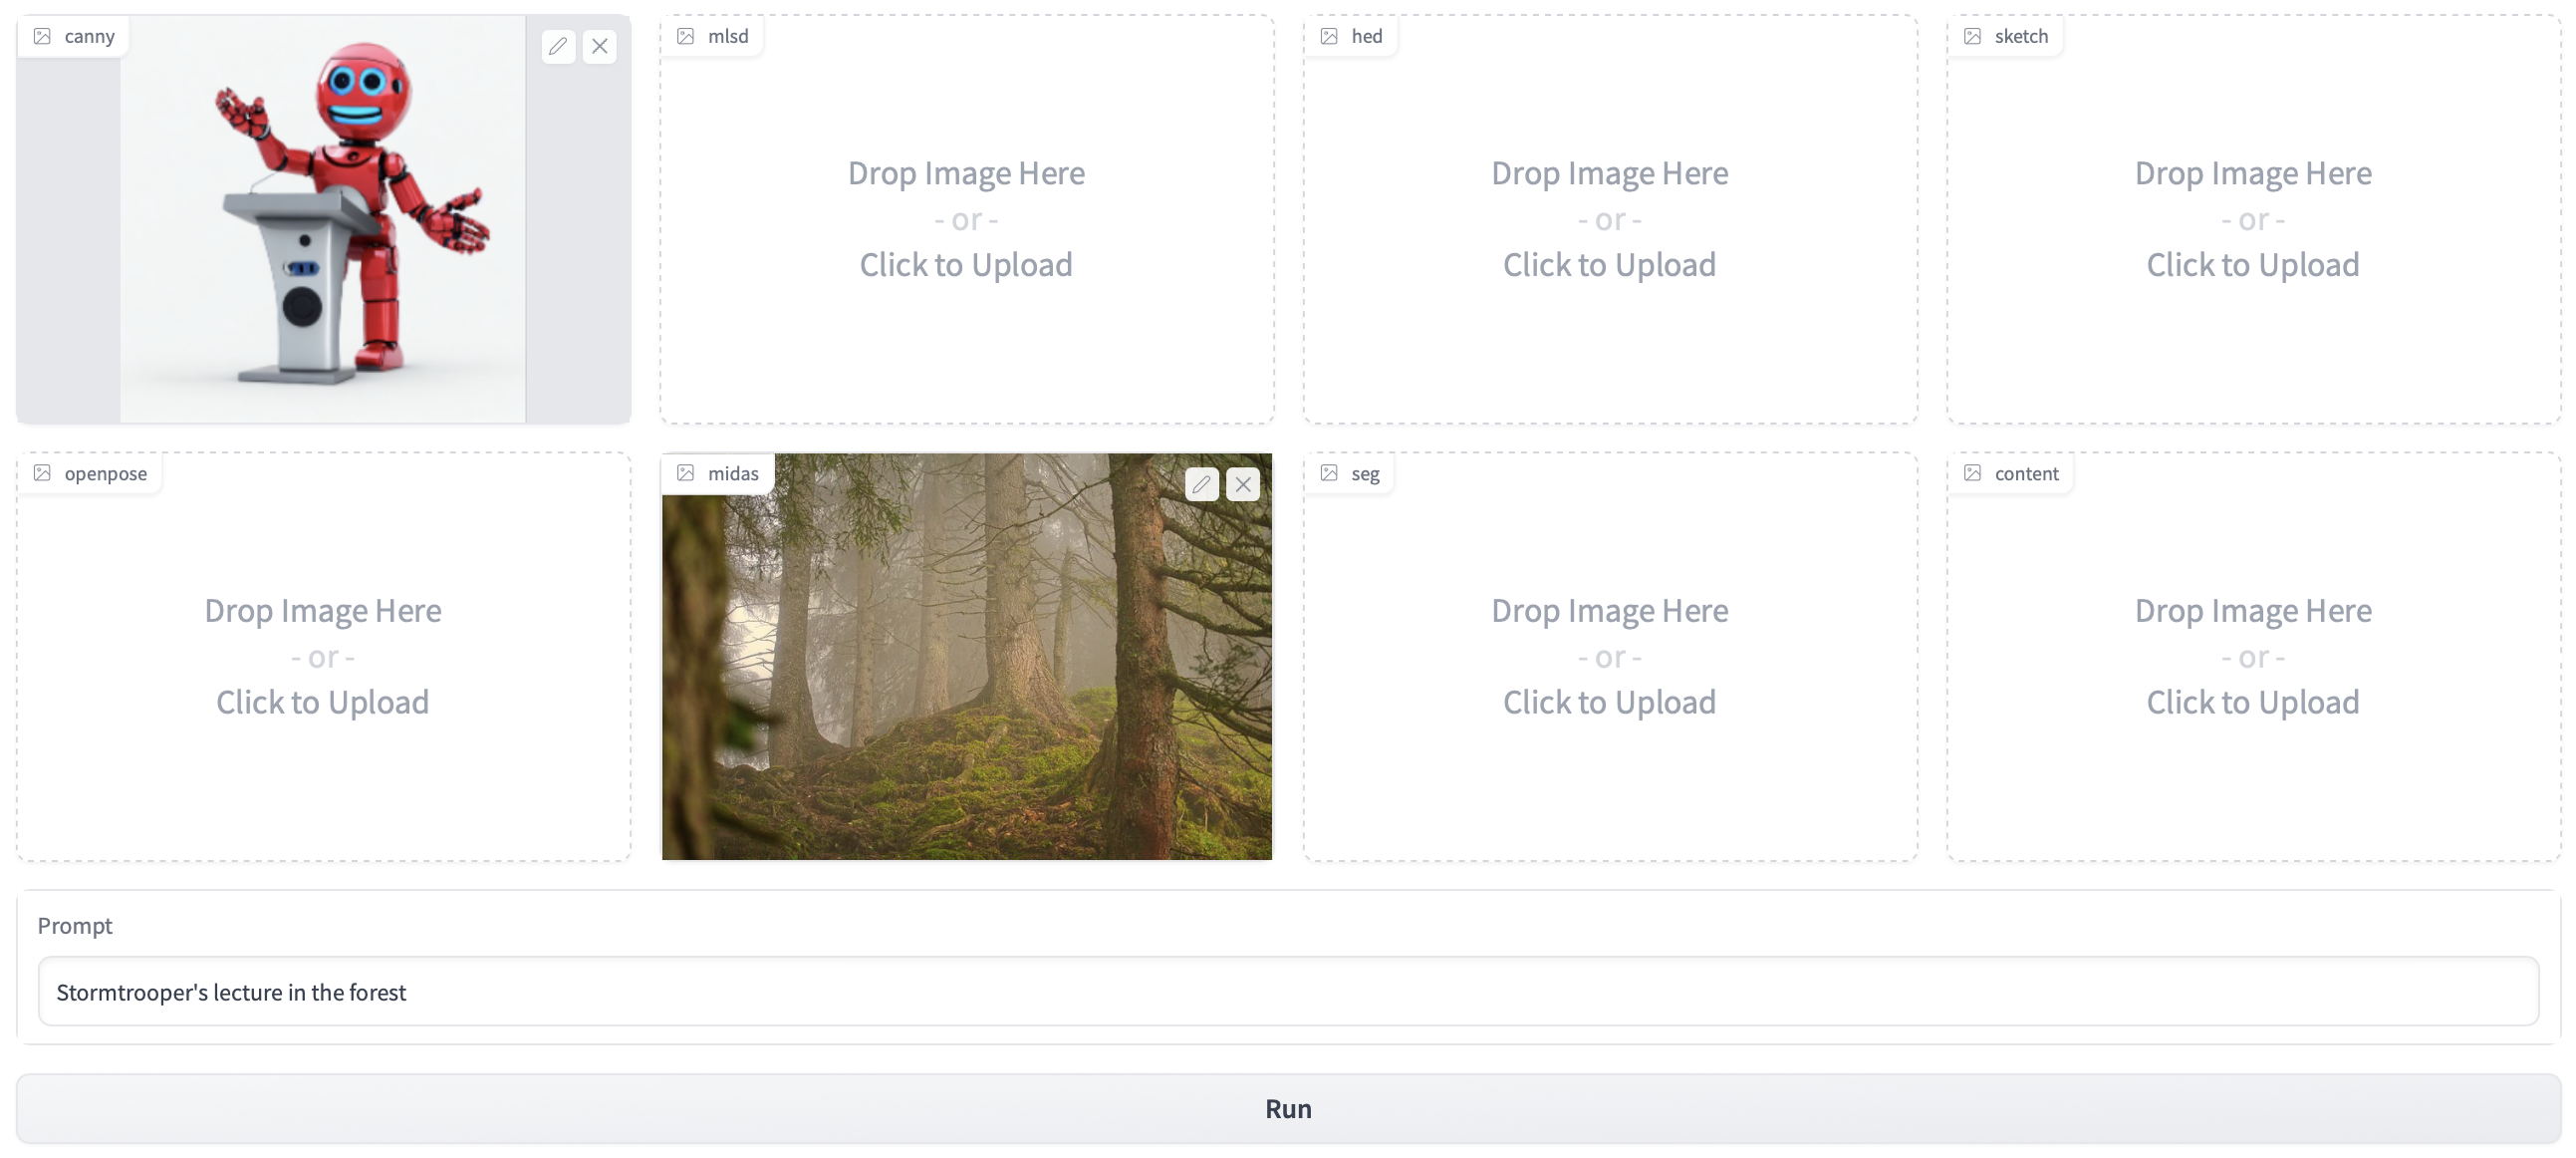 canny
mlsd
Drop Image Here
- or -
Click to Upload
hed
Drop Image Here
- or -
Click to Upload
sketch
Drop Image Here
- or -
Click to Upload
openpose
Drop Image Here
- or -
Click to Upload
midas
seg
Drop Image Here
- or -
Click to Upload
content
Drop Image Here
- or -
Click to Upload
Prompt
Stormtrooper's lecture in the forest
Run